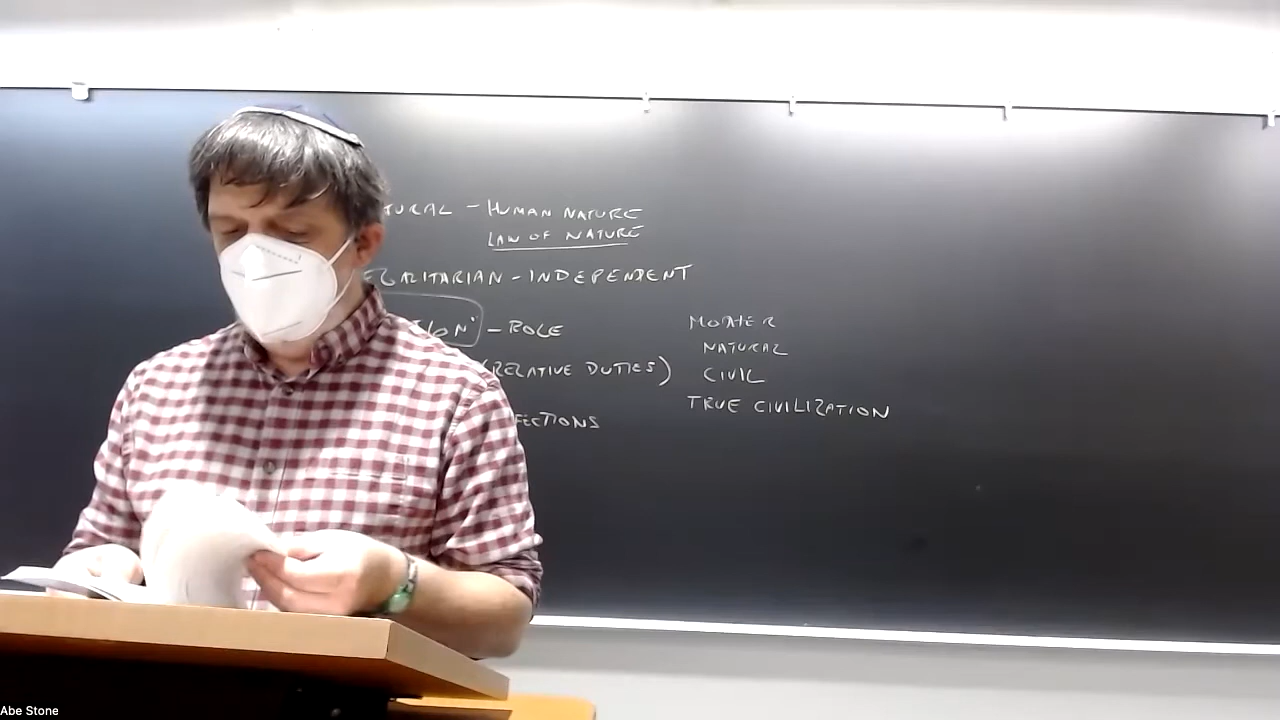 TURAL - HUMAN NATURE
LAW OF NATURE
EGALITARIAN - INDEPENDENT
ION" - ROLE
(RELATIVE DUTIES)
FECTIONS
MOTHER
NATURAL
CIVIL
TRUE CIVILIZATION
Abe Stone